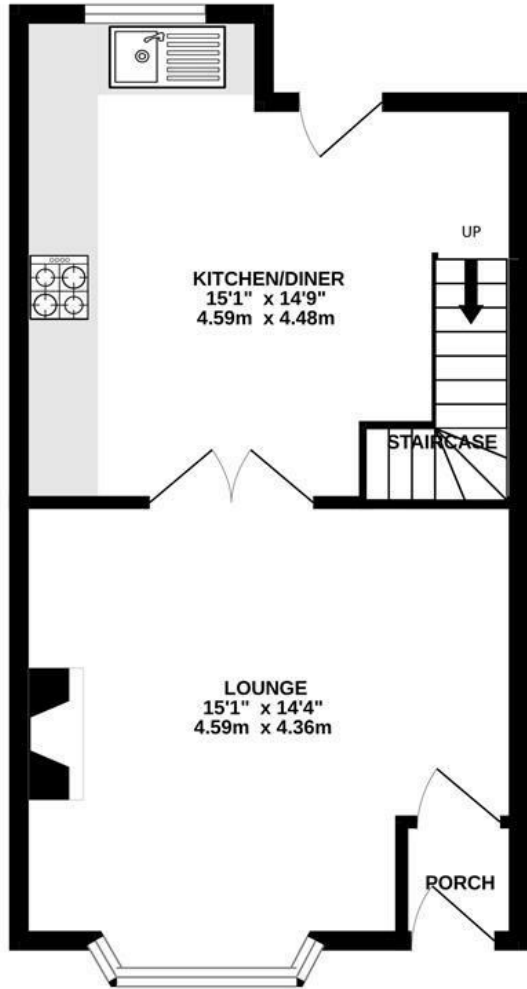 UP
KITCHEN/DINER
15'1" x 14'9"
4.59m x 4.48m
STAIRCASE
LOUNGE
15'1" x 14'4"
4.59m x 4.36m
PORCH